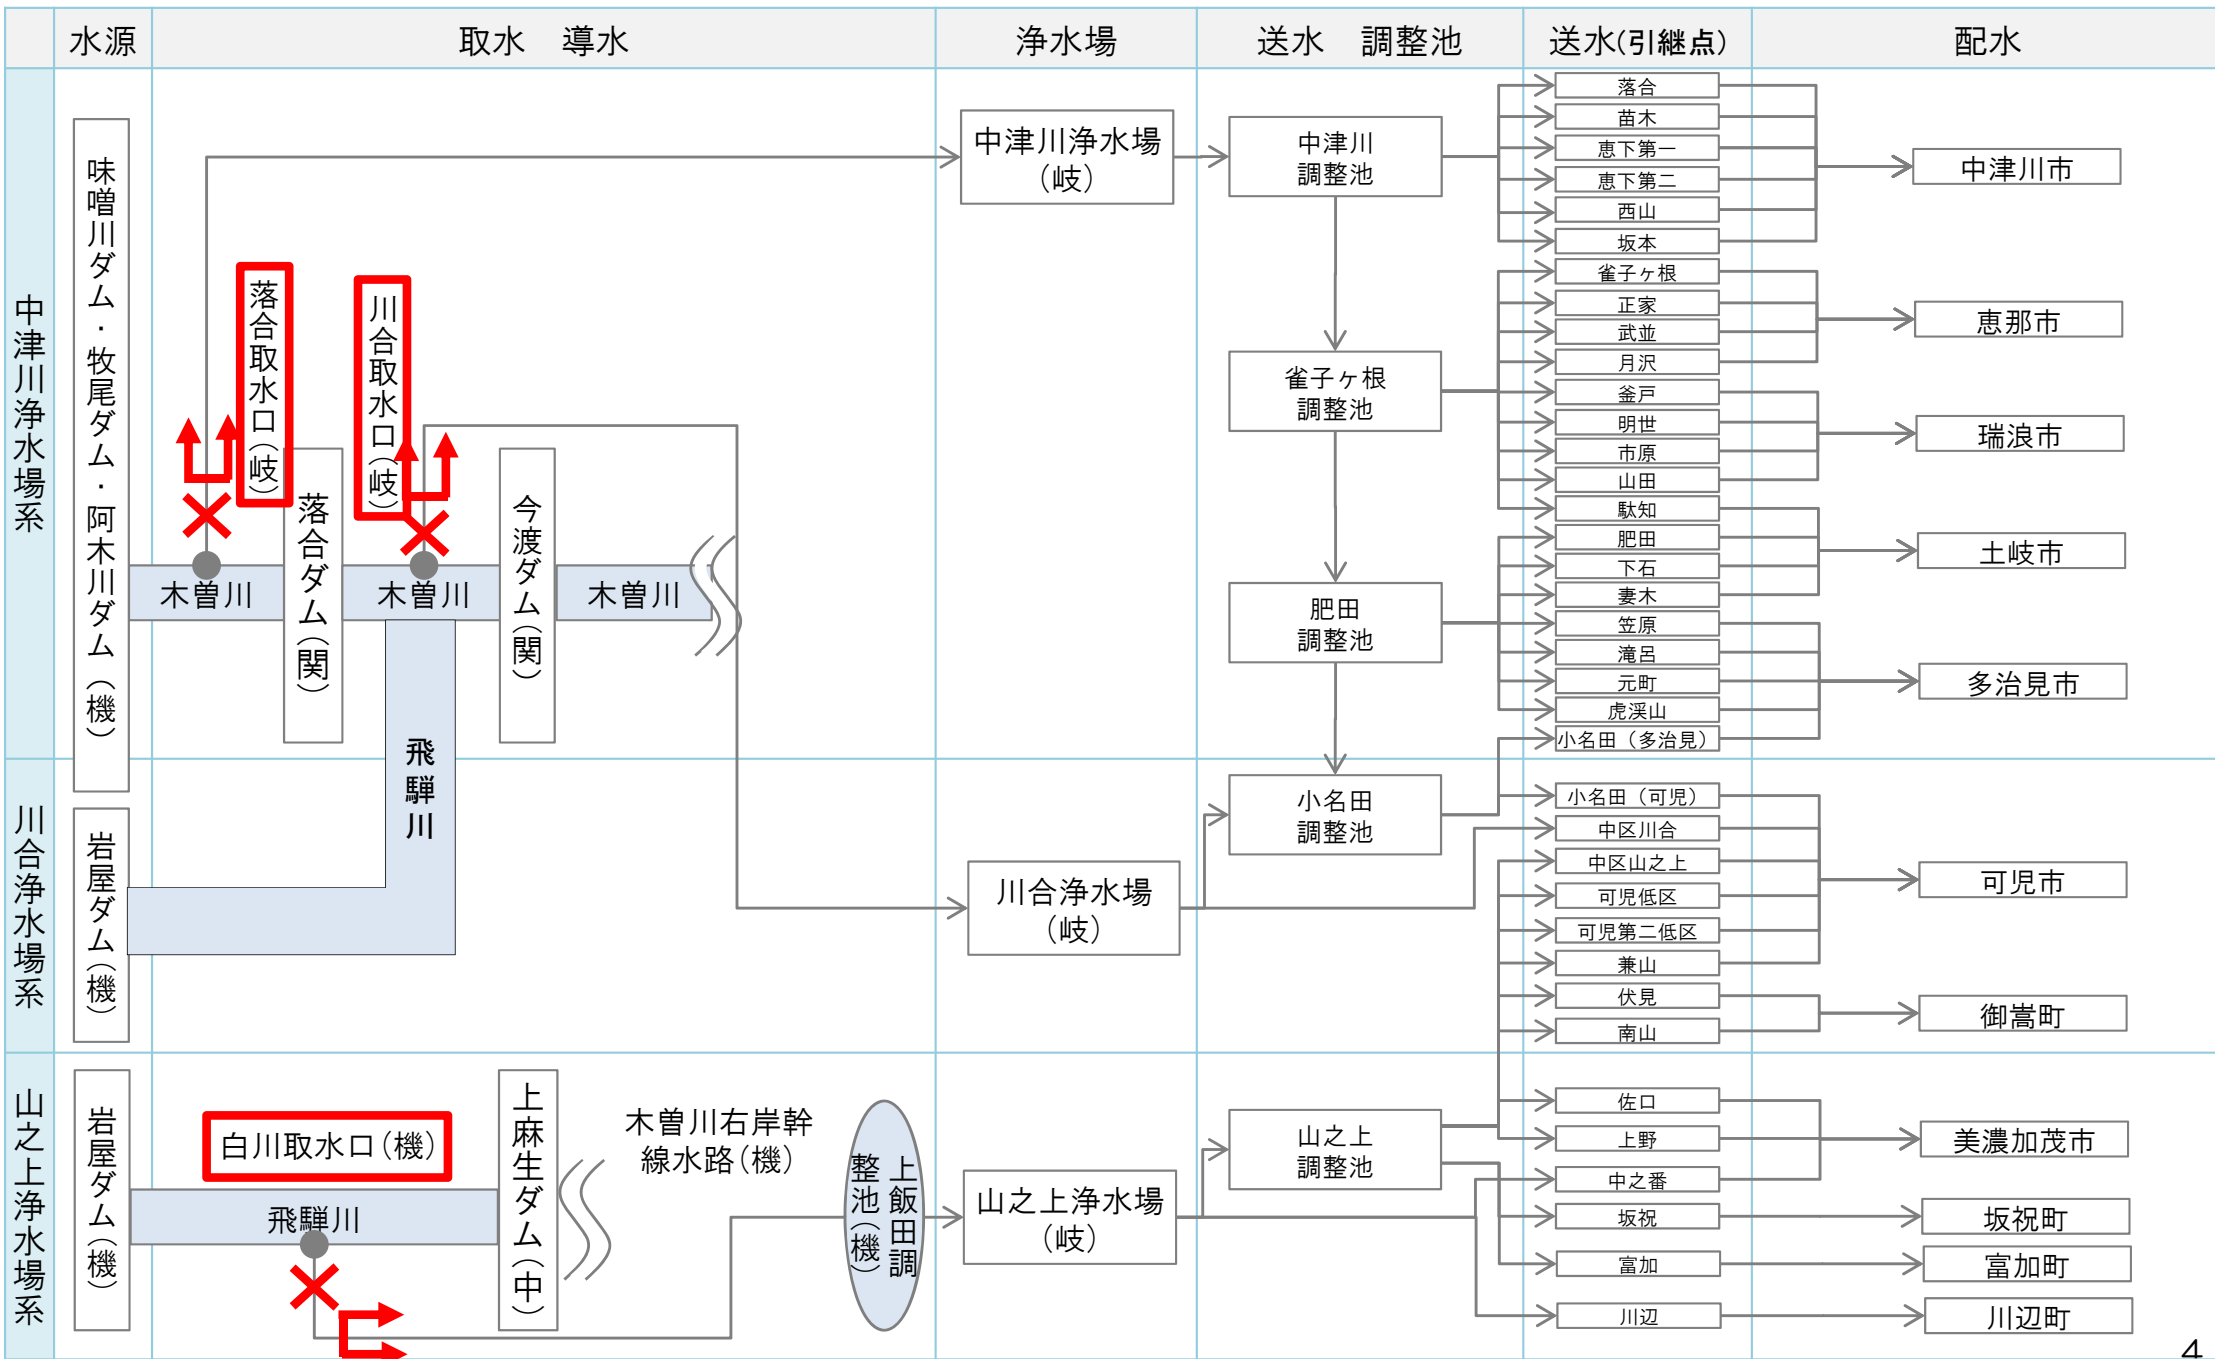 水源
取水　導水
浄水場
送水　調整池
送水(引継点)
配水
中津川浄水場系
味噌川ダム・牧尾ダム・阿木川ダム（機）
落合取水口（岐）
川合取水口（岐）
木曽川
落合ダム（関）
木曽川
今渡ダム（関）
木曽川
飛騨川
中津川浄水場
（岐）
中津川
調整池
雀子ヶ根
調整池
肥田
調整池
落合
苗木
恵下第一
恵下第二
西山
坂本
雀子ヶ根
正家
武並
月沢
釜戸
明世
市原
山田
駄知
肥田
下石
妻木
笠原
滝呂
元町
虎渓山
小名田（多治見）
中津川市
恵那市
瑞浪市
土岐市
多治見市
川合浄水場系
岩屋ダム（機）
川合浄水場
（岐）
小名田
調整池
小名田（可児）
中区川合
中区山之上
可児低区
可児第二低区
兼山
伏見
南山
可児市
御嵩町
山之上浄水場系
岩屋ダム（機）
白川取水口（機）
飛騨川
上麻生ダム（中）
木曽川右岸幹
線水路（機）
上飯田調
整池（機）
山之上浄水場
（岐）
山之上
調整池
佐口
上野
中之番
坂祝
富加
川辺
美濃加茂市
坂祝町
富加町
川辺町
4